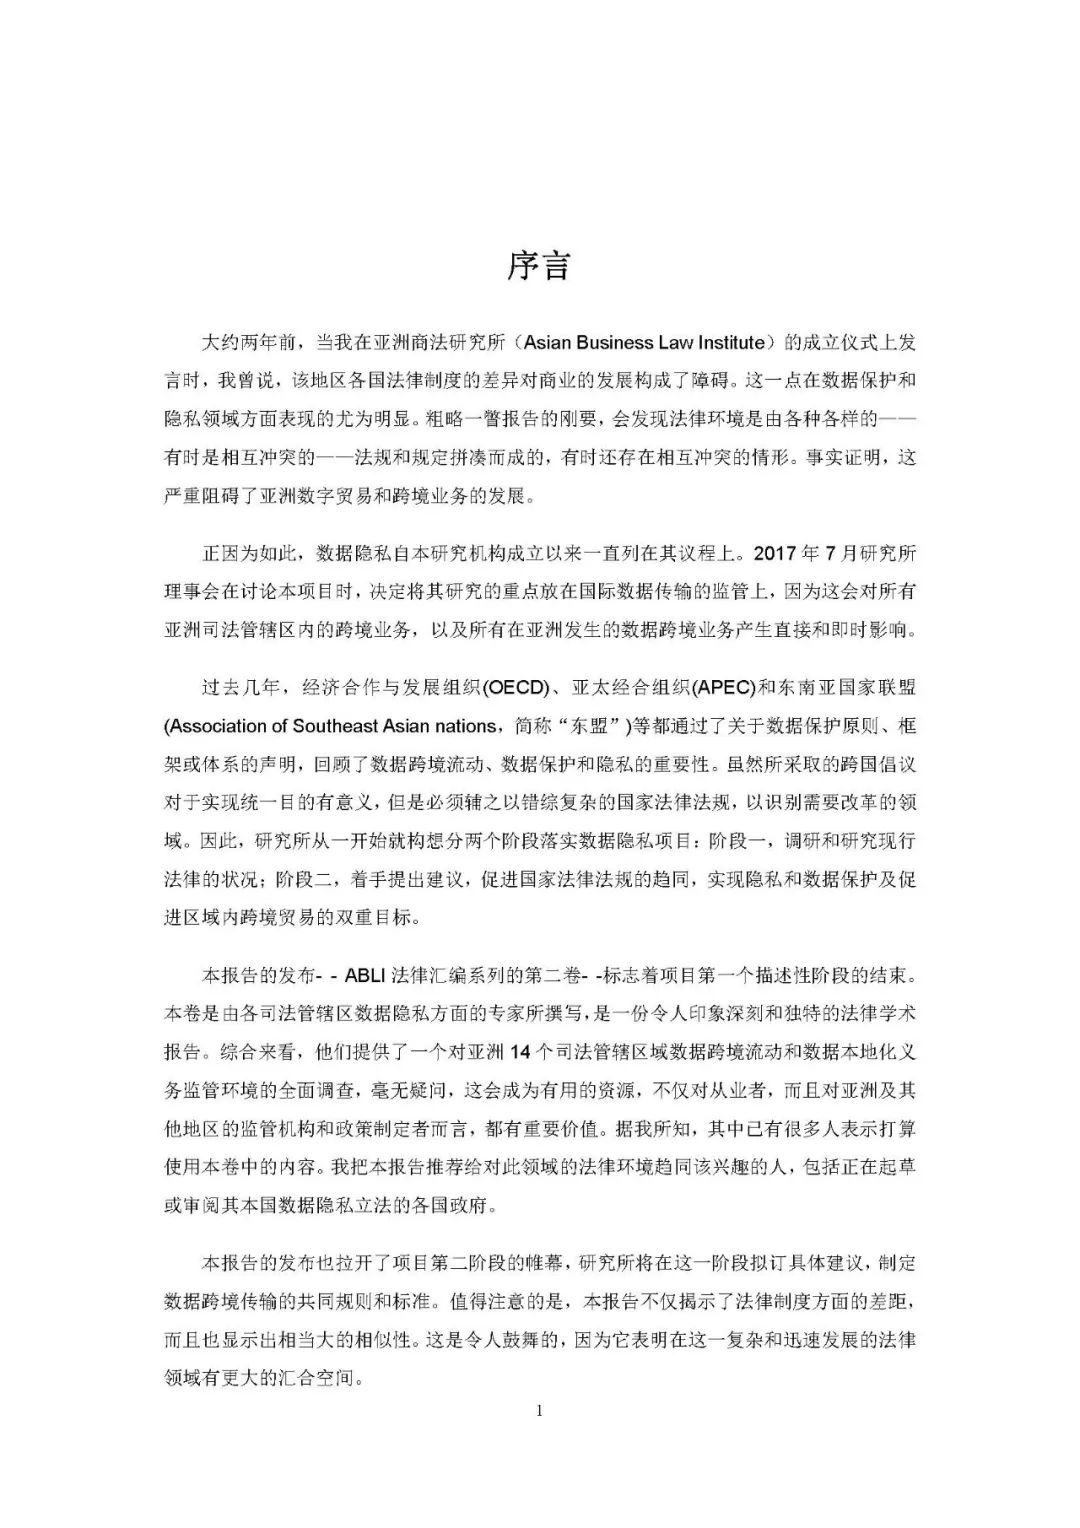 序言
大约两年前，当我在亚洲商法研究所（Asian Business Law Institute）的成立仪式上发
言时，我曾说，该地区各国法律制度的差异对商业的发展构成了障碍。这一点在数据保护和
隐私领域方面表现的尤为明显。粗略一瞥报告的刚要，会发现法律环境是由各种各样的——
有时是相互冲突的——法规和规定拼凑而成的，有时还存在相互冲突的情形。事实证明，这
严重阻碍了亚洲数字贸易和跨境业务的发展。
正因为如此，数据隐私自本研究机构成立以来一直列在其议程上。2017 年 7 月研究所
理事会在讨论本项目时，决定将其研究的重点放在国际数据传输的监管上，因为这会对所有
亚洲司法管辖区内的跨境业务，以及所有在亚洲发生的数据跨境业务产生直接和即时影响。
过去几年，经济合作与发展组织(OECD)、亚太经合组织(APEC)和东南亚国家联盟
(Association of Southeast Asian nations，简称“东盟”)等都通过了关于数据保护原则、框
架或体系的声明，回顾了数据跨境流动、数据保护和隐私的重要性。虽然所采取的跨国倡议
对于实现统一目的有意义，但是必须辅之以错综复杂的国家法律法规，以识别需要改革的领
域。因此，研究所从一开始就构想分两个阶段落实数据隐私项目：阶段一，调研和研究现行
法律的状况；阶段二，着手提出建议，促进国家法律法规的趋同，实现隐私和数据保护及促
进区域内跨境贸易的双重目标。
本报告的发布- - ABLI 法律汇编系列的第二卷- -标志着项目第一个描述性阶段的结束。
本卷是由各司法管辖区数据隐私方面的专家所撰写，是一份令人印象深刻和独特的法律学术
报告。综合来看，他们提供了一个对亚洲 14 个司法管辖区域数据跨境流动和数据本地化义
务监管环境的全面调查，毫无疑问，这会成为有用的资源，不仅对从业者，而且对亚洲及其
他地区的监管机构和政策制定者而言，都有重要价值。据我所知，其中已有很多人表示打算
使用本卷中的内容。我把本报告推荐给对此领域的法律环境趋同该兴趣的人，包括正在起草
或审阅其本国数据隐私立法的各国政府。
本报告的发布也拉开了项目第二阶段的帷幕，研究所将在这一阶段拟订具体建议，制定
数据跨境传输的共同规则和标准。值得注意的是，本报告不仅揭示了法律制度方面的差距，
而且也显示出相当大的相似性。这是令人鼓舞的，因为它表明在这一复杂和迅速发展的法律
领域有更大的汇合空间。
1